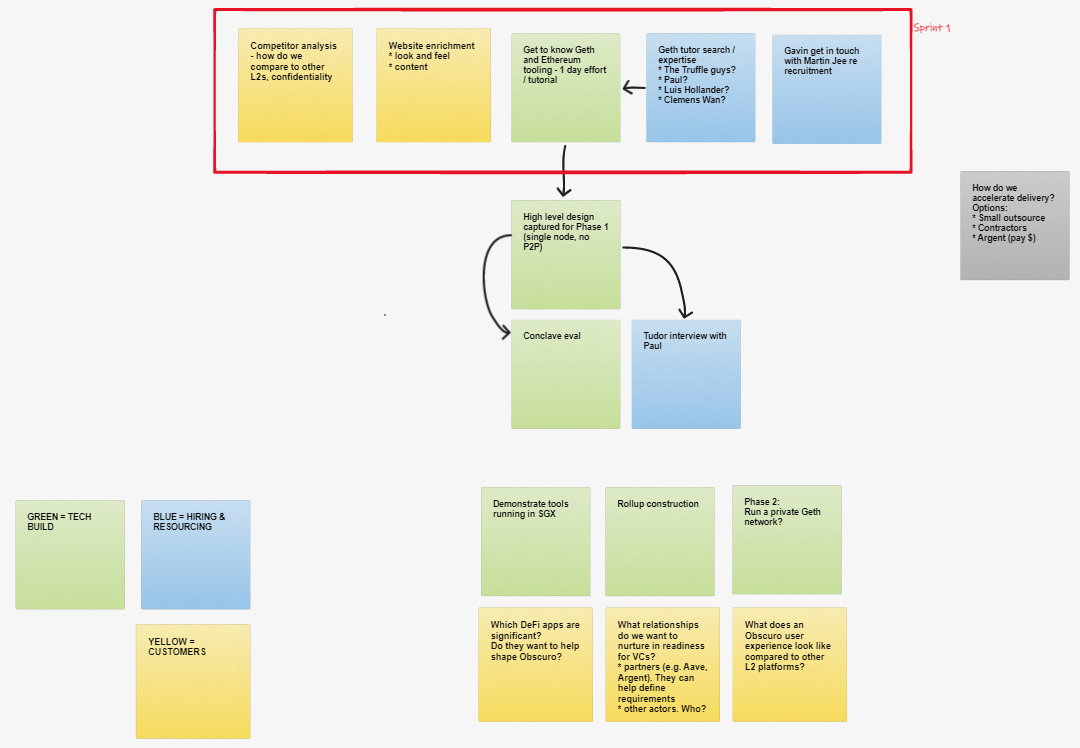 Sprint 1
Competitor analysis
- how do we
compare to other
L2s, confidentiality
Website enrichment
* look and feel
* content
Get to know Geth
and Ethereum
tooling - 1 day effort
/ tutorial
Geth tutor search /
expertise
* The Truffle guys?
* Paul?
* Luis Hollander?
* Clemens Wan?
Gavin get in touch
with Martin Jee re
recruitment
How do we
accelerate delivery?
Options:
* Small outsource
* Contractors
* Argent (pay $)
High level design
captured for Phase 1
(single node, no
P2P)
Conclave eval
Tudor interview with
Paul
GREEN = TECH
BUILD
BLUE = HIRING &
RESOURCING
YELLOW =
CUSTOMERS
Demonstrate tools
running in SGX
Rollup construction
Phase 2:
Run a private Geth
network?
Which DeFi apps are
significant?
Do they want to help
shape Obscuro?
What relationships
do we want to
nurture in readiness
for VCs?
* partners (e.g. Aave,
Argent). They can
help define
requirements
* other actors. Who?
What does an
Obscuro user
experience look like
compared to other
L2 platforms?